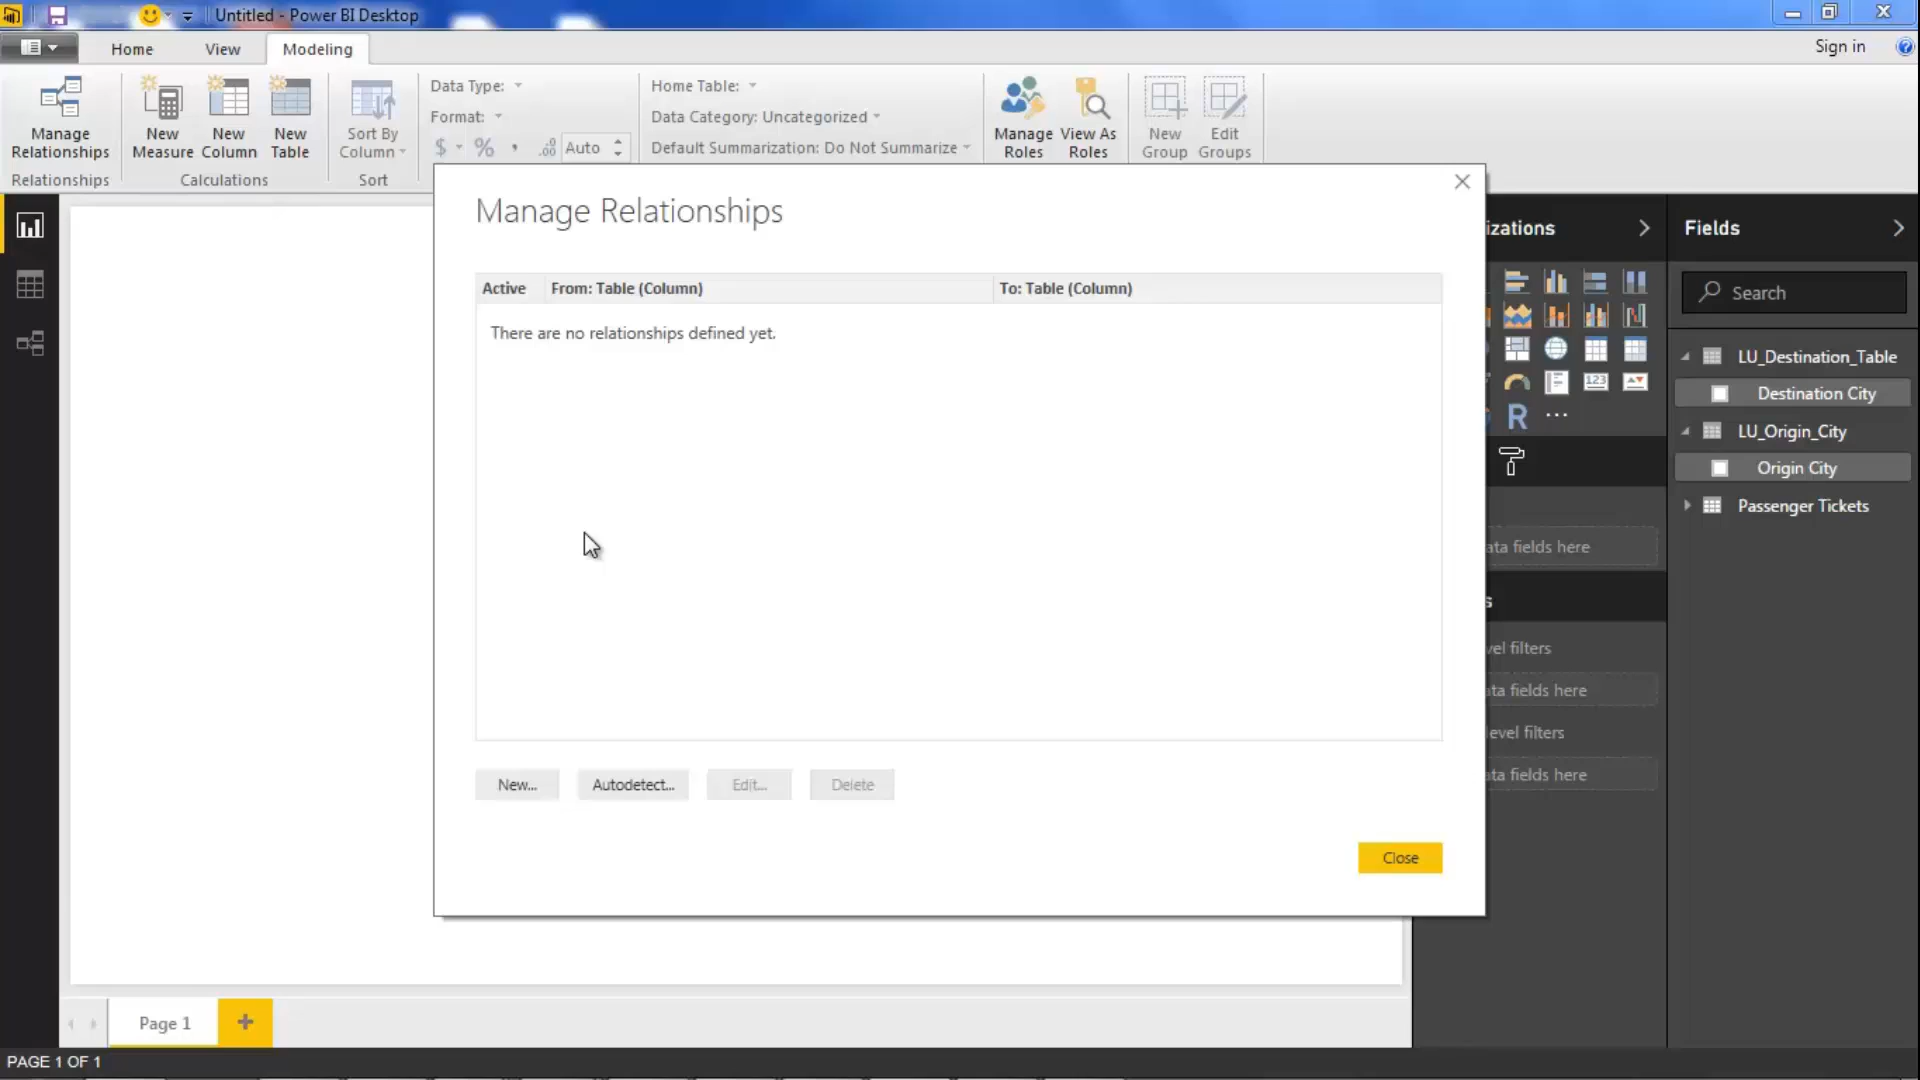 Untitled - Power BI Desktop
Home View Modeling
Sign in
Manage Relationships
New Measure
New Column
New Table
Sort By Column
Data Type:
Format:
$ % , .00 Auto
Home Table:
Data Category: Uncategorized
Default Summarization: Do Not Summarize
Manage Roles
View As Roles
New Group
Edit Groups
Relationships Calculations Sort
Manage Relationships
Active From: Table (Column) To: Table (Column)
There are no relationships defined yet.
New... Autodetect... Edit... Delete
Close
izations
R
ata fields here
s
vel filters
ata fields here
level filters
ata fields here
Fields
Search
LU_Destination_Table
Destination City
LU_Origin_City
Origin City
Passenger Tickets
Page 1 +
PAGE 1 OF 1